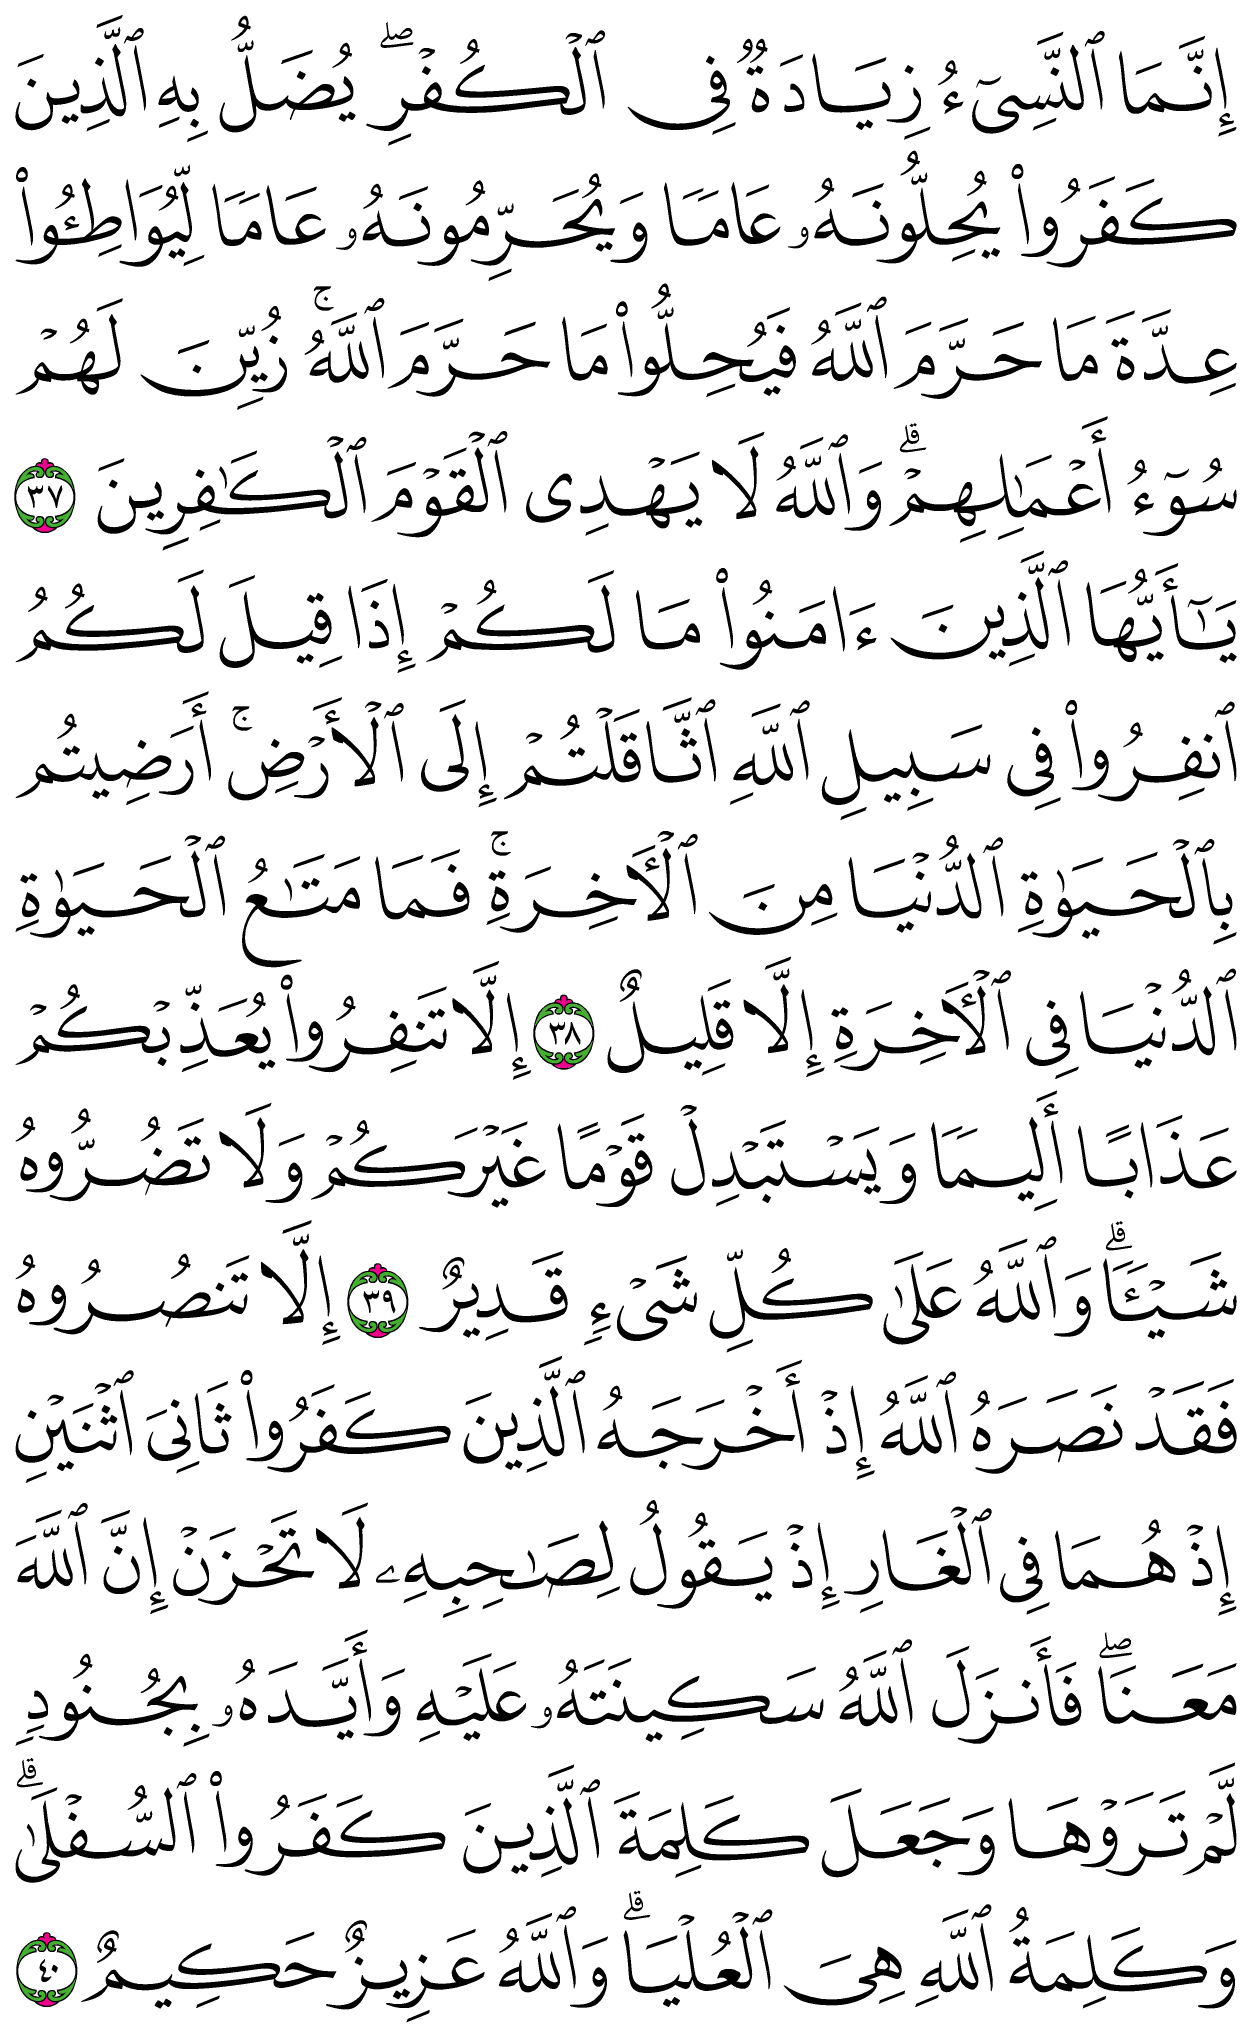 إِنَّمَا ٱلنَّسِىٓءُ زِيَادَةٌ فِى ٱلْكُفْرِ ۖ يُضَلُّ بِهِ ٱلَّذِينَ
كَفَرُوا۟ يُحِلُّونَهُۥ عَامًا وَيُحَرِّمُونَهُۥ عَامًا لِّيُوَاطِـُٔوا۟
عِدَّةَ مَا حَرَّمَ ٱللَّهُ فَيُحِلُّوا۟ مَا حَرَّمَ ٱللَّهُ ۚ زُيِّنَ لَهُمْ
سُوٓءُ أَعْمَـٰلِهِمْ ۗ وَٱللَّهُ لَا يَهْدِى ٱلْقَوْمَ ٱلْكَـٰفِرِينَ ٣٧
يَـٰٓأَيُّهَا ٱلَّذِينَ ءَامَنُوا۟ مَا لَكُمْ إِذَا قِيلَ لَكُمُ
ٱنفِرُوا۟ فِى سَبِيلِ ٱللَّهِ ٱثَّاقَلْتُمْ إِلَى ٱلْأَرْضِ ۚ أَرَضِيتُم
بِٱلْحَيَوٰةِ ٱلدُّنْيَا مِنَ ٱلْـَٔاخِرَةِ ۚ فَمَا مَتَـٰعُ ٱلْحَيَوٰةِ
ٱلدُّنْيَا فِى ٱلْـَٔاخِرَةِ إِلَّا قَلِيلٌ ٣٨ إِلَّا تَنفِرُوا۟ يُعَذِّبْكُمْ
عَذَابًا أَلِيمًا وَيَسْتَبْدِلْ قَوْمًا غَيْرَكُمْ وَلَا تَضُرُّوهُ
شَيْـًٔا ۗ وَٱللَّهُ عَلَىٰ كُلِّ شَىْءٍ قَدِيرٌ ٣٩ إِلَّا تَنصُرُوهُ
فَقَدْ نَصَرَهُ ٱللَّهُ إِذْ أَخْرَجَهُ ٱلَّذِينَ كَفَرُوا۟ ثَانِىَ ٱثْنَيْنِ
إِذْ هُمَا فِى ٱلْغَارِ إِذْ يَقُولُ لِصَـٰحِبِهِۦ لَا تَحْزَنْ إِنَّ ٱللَّهَ
مَعَنَا ۖ فَأَنزَلَ ٱللَّهُ سَكِينَتَهُۥ عَلَيْهِ وَأَيَّدَهُۥ بِجُنُودٍ
لَّمْ تَرَوْهَا وَجَعَلَ كَلِمَةَ ٱلَّذِينَ كَفَرُوا۟ ٱلسُّفْلَىٰ ۗ
وَكَلِمَةُ ٱللَّهِ هِىَ ٱلْعُلْيَا ۗ وَٱللَّهُ عَزِيزٌ حَكِيمٌ ٤٠